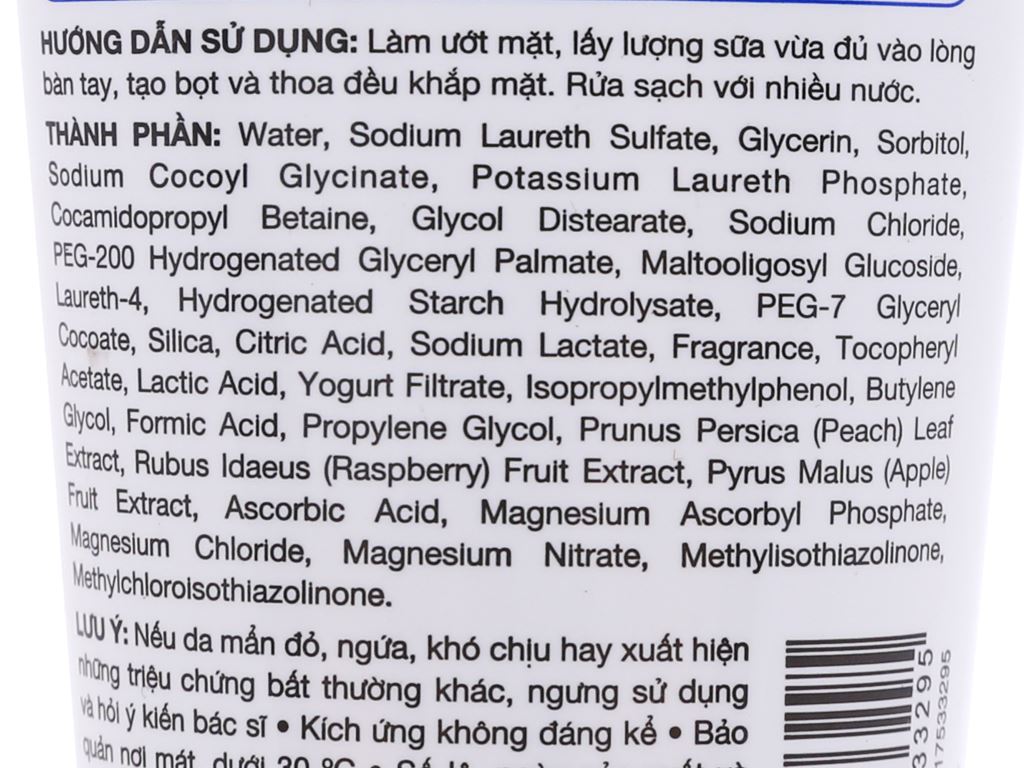 HƯỚNG DẪN SỬ DỤNG: Làm ướt mặt, lấy lượng sữa vừa đủ vào lòng
bàn tay, tạo bọt và thoa đều khắp mặt. Rửa sạch với nhiều nước.
THÀNH PHẦN: Water, Sodium Laureth Sulfate, Glycerin, Sorbitol,
Sodium Cocoyl Glycinate, Potassium Laureth Phosphate,
Cocamidopropyl Betaine, Glycol Distearate, Sodium Chloride,
PEG-200 Hydrogenated Glyceryl Palmate, Maltooligosyl Glucoside,
Laureth-4, Hydrogenated Starch Hydrolysate, PEG-7 Glyceryl
Cocoate, Silica, Citric Acid, Sodium Lactate, Fragrance, Tocopheryl
Acetate, Lactic Acid, Yogurt Filtrate, Isopropylmethylphenol, Butylene
Glycol, Formic Acid, Propylene Glycol, Prunus Persica (Peach) Leaf
Extract, Rubus Idaeus (Raspberry) Fruit Extract, Pyrus Malus (Apple)
Fruit Extract, Ascorbic Acid, Magnesium Ascorbyl Phosphate,
Magnesium Chloride, Magnesium Nitrate, Methylisothiazolinone,
Methylchloroisothiazolinone.
LƯU Ý: Nếu da mẩn đỏ, ngứa, khó chịu hay xuất hiện
những triệu chứng bất thường khác, ngưng sử dụng
và hỏi ý kiến bác sĩ • Kích ứng không đáng kể • Bảo
quản nơi mát, dưới 30 ºC •
33295
17533295